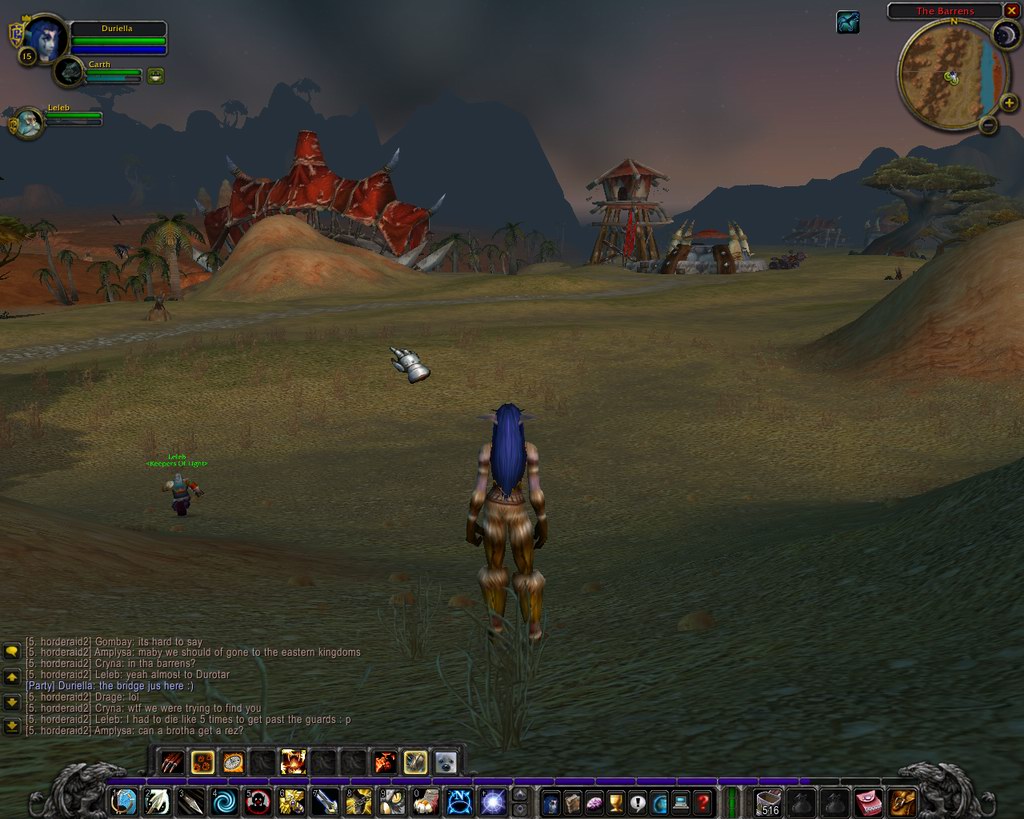 Duriella
15
Carth
Leleb
The Barrens
N
Leleb
<Keepers Of Light>
[5. horderaid2] Gombay: its hard to say
[5. horderaid2] Amplysa: maby we should of gone to the eastern kingdoms
[5. horderaid2] Cryna: in tha barrens?
[5. horderaid2] Leleb: yeah almost to Durotar
[Party] Duriella: the bridge jus here :)
[5. horderaid2] Drage: lol
[5. horderaid2] Cryna: wtf we were trying to find you
[5. horderaid2] Leleb: I had to die like 5 times to get past the guards : p
[5. horderaid2] Amplysa: can a brotha get a rez?
516